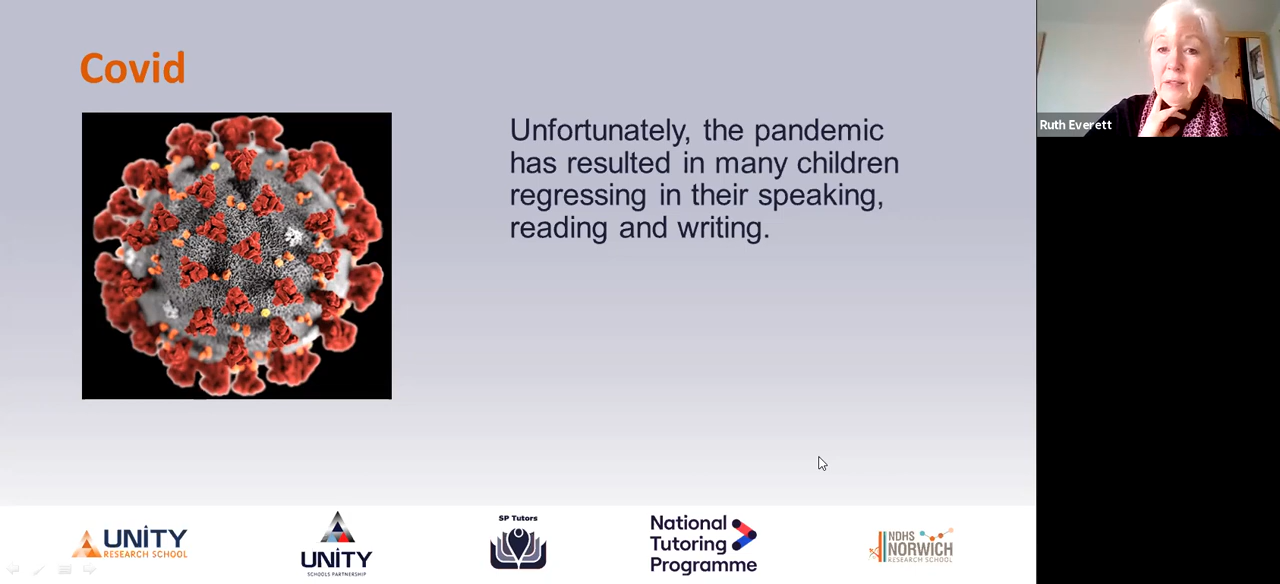 Covid
Unfortunately, the pandemic
has resulted in many children
regressing in their speaking,
reading and writing.
Ruth Everett
UNITY
RESEARCH SCHOOL
UNITY
SCHOOLS PARTNERSHIP
SP Tutors
National
Tutoring
Programme
NDHS
NORWICH
RESEARCH SCHOOL